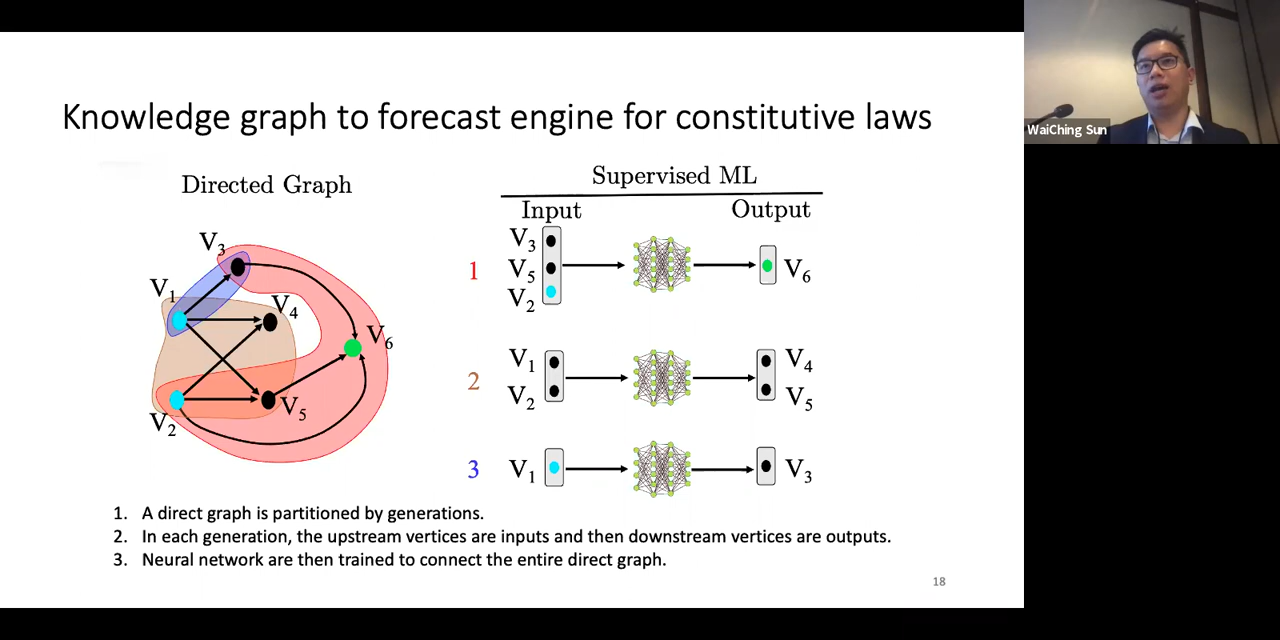 Knowledge graph to forecast engine for constitutive laws
WaiChing Sun
Directed Graph
V3
V1
V4
V6
V5
V2
Supervised ML
Input
Output
1
V3
V5
V2
V6
2
V1
V2
V4
V5
3
V1
V3
1. A direct graph is partitioned by generations.
2. In each generation, the upstream vertices are inputs and then downstream vertices are outputs.
3. Neural network are then trained to connect the entire direct graph.
18